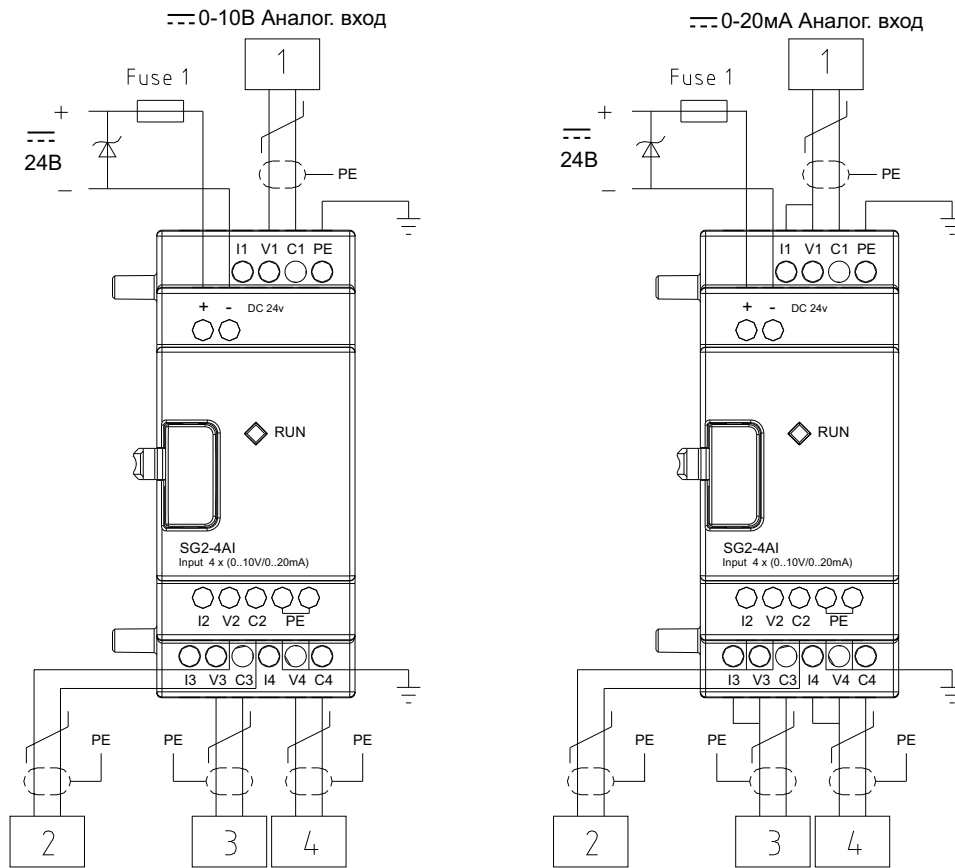 0-10В Аналог. вход
1
Fuse 1
+
24В
–
PE
I1 V1 C1 PE
+ - DC 24v
RUN
SG2-4AI
Input 4 x (0..10V/0..20mA)
I2 V2 C2 PE
I3 V3 C3 I4 V4 C4
PE PE PE
2 3 4
0-20мА Аналог. вход
1
Fuse 1
+
24В
–
PE
I1 V1 C1 PE
+ - DC 24v
RUN
SG2-4AI
Input 4 x (0..10V/0..20mA)
I2 V2 C2 PE
I3 V3 C3 I4 V4 C4
PE PE PE
2 3 4